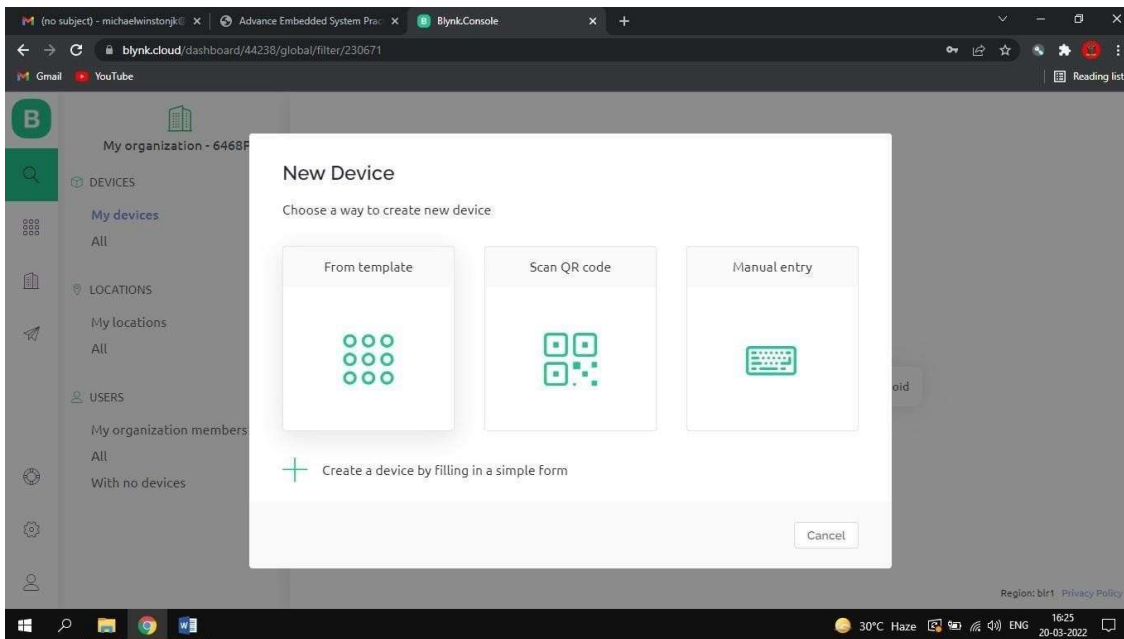 (no subject) - michaelwinstonjk@
Advance Embedded System Prac
B Blynk.Console
blynk.cloud/dashboard/44238/global/filter/230671
Gmail
YouTube
Reading list
B
My organization - 6468F
DEVICES
My devices
All
LOCATIONS
My locations
All
USERS
My organization members
All
With no devices
New Device
Choose a way to create new device
From template
Scan QR code
Manual entry
Create a device by filling in a simple form
Cancel
oid
Region: blr1 Privacy Policy
30°C Haze
ENG
16:25
20-03-2022